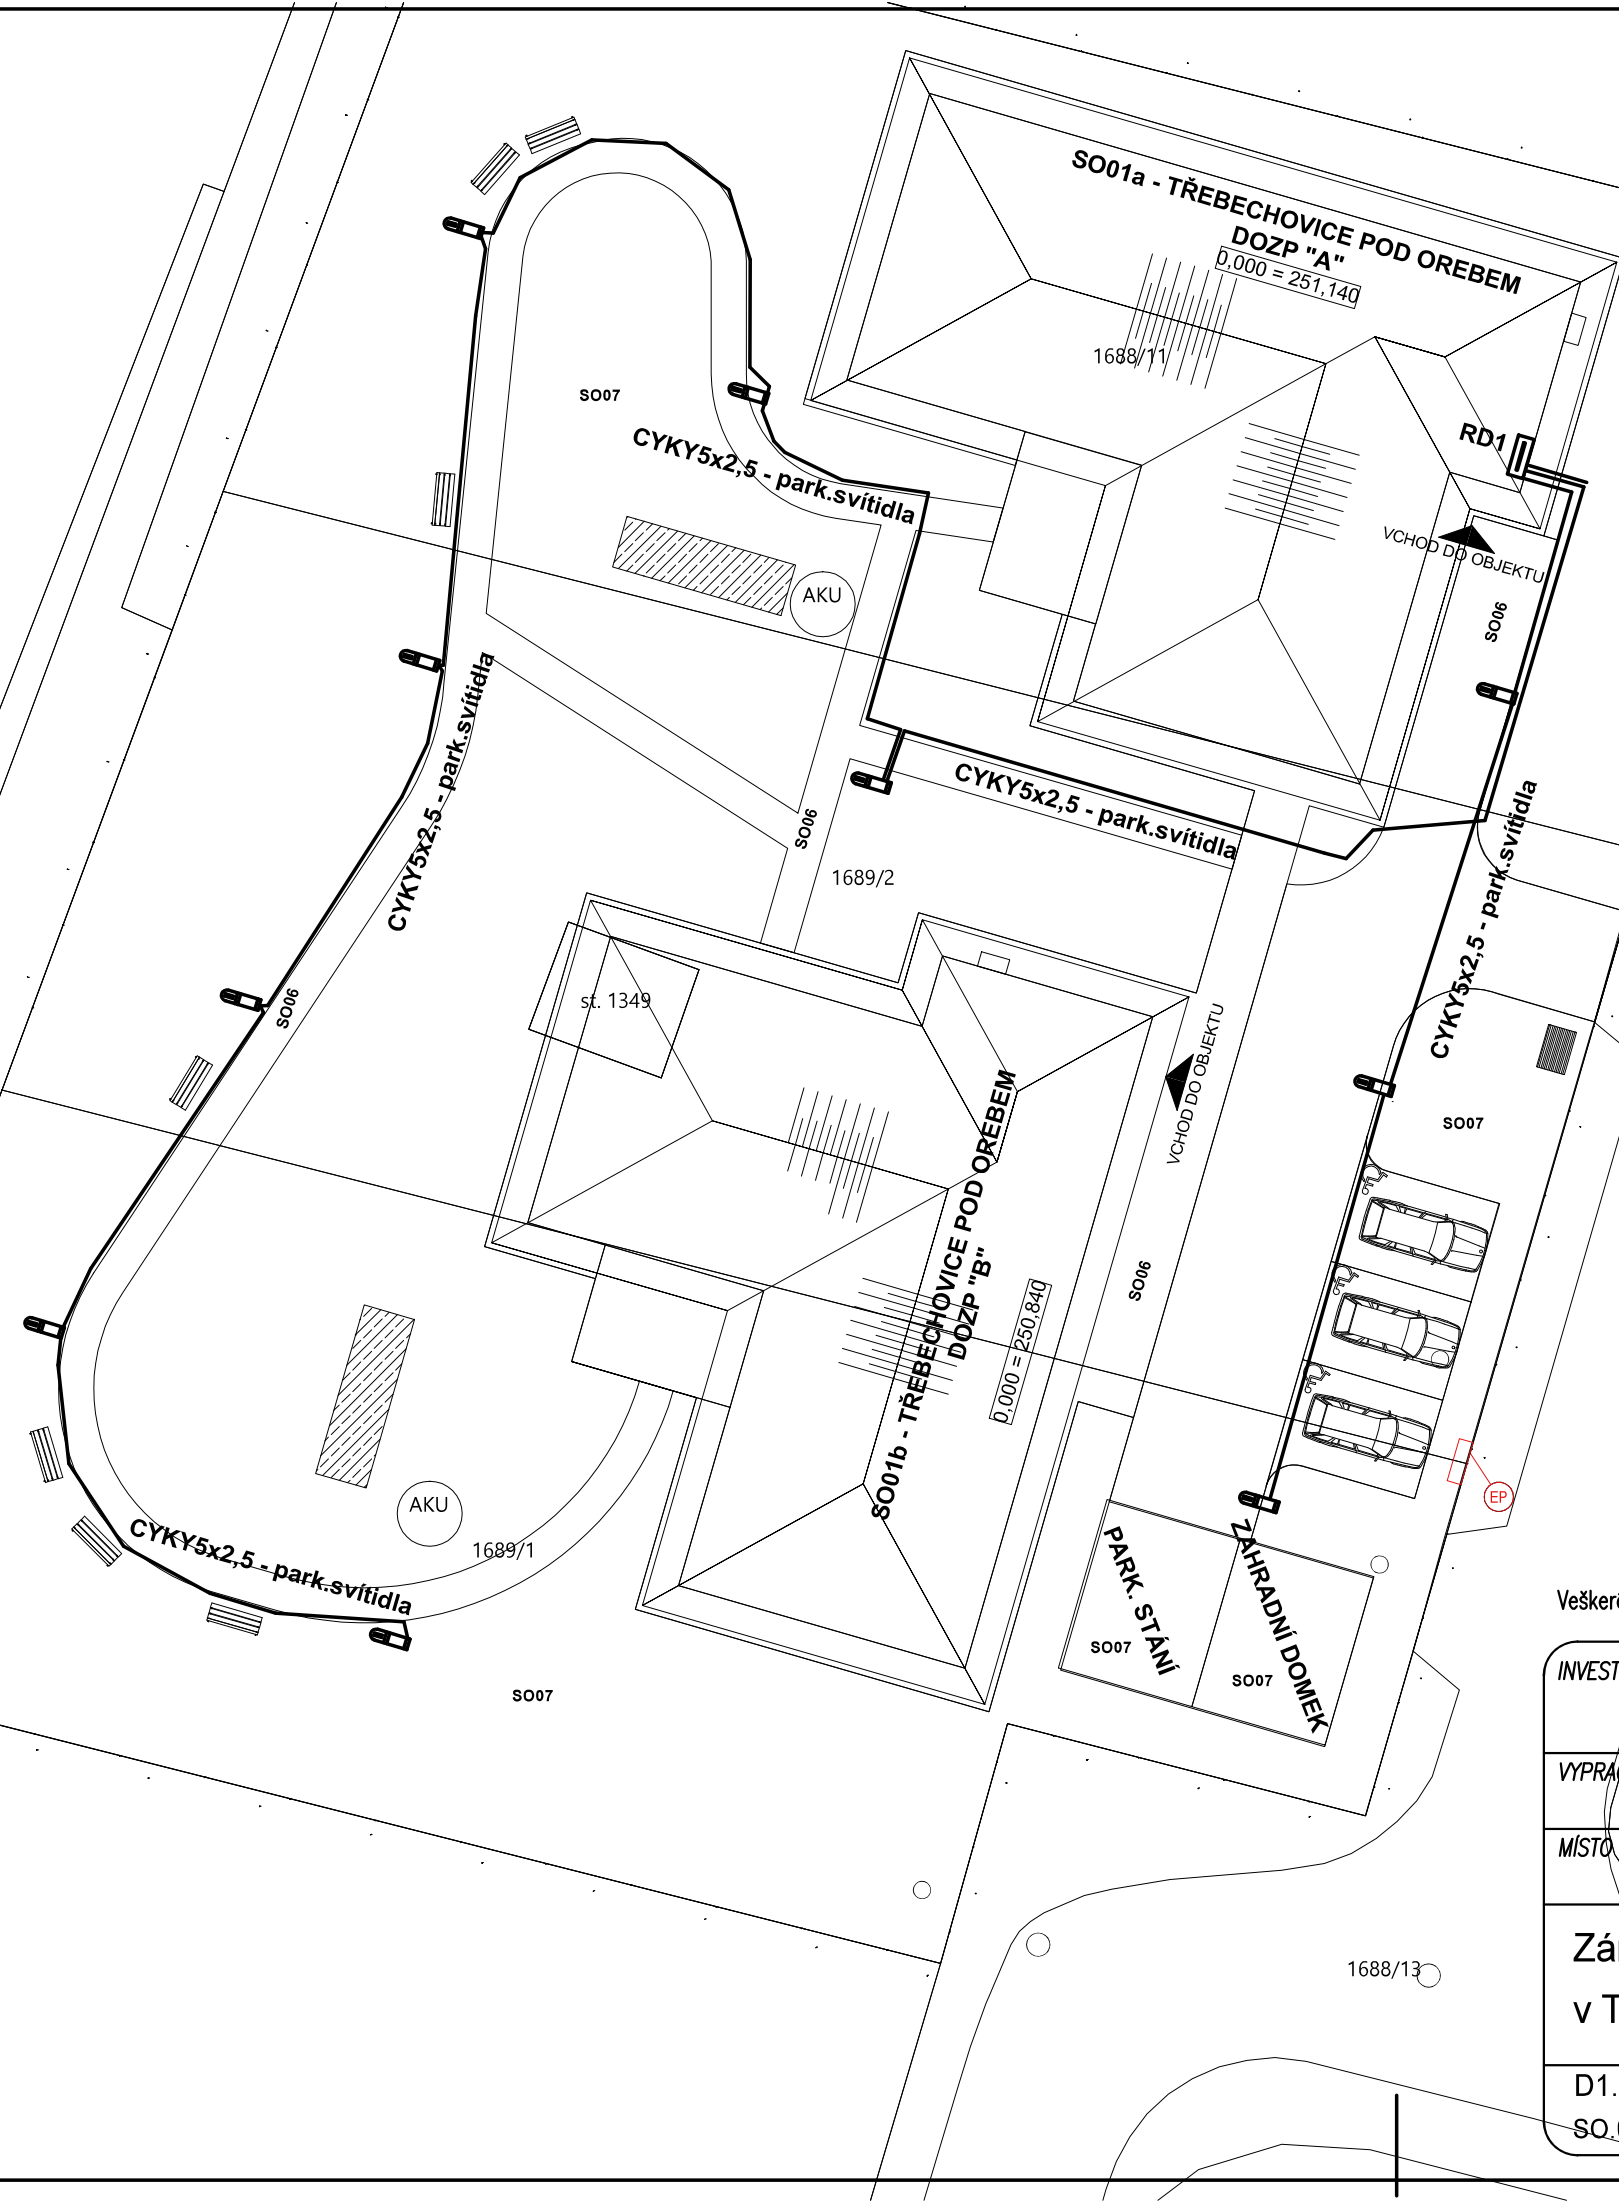 SO01a - TŘEBECHOVICE POD OREBEM
DOZP "A"
0,000 = 251,140
1688/11
SO07
CYKY5x2,5 - park.svítidla
RD1
VCHOD DO OBJEKTU
AKU
SO06
CYKY5x2,5 - park.svítidla
CYKY5x2,5 - park.svítidla
SO06
CYKY5x2,5 - park.svítidla
1689/2
st. 1349
SO06
VCHOD DO OBJEKTU
SO07
SO01b - TŘEBECHOVICE POD OREBEM
DOZP "B"
0,000 = 250,840
SO06
AKU
1689/1
CYKY5x2,5 - park.svítidla
EP
PARK. STÁNÍ
ZAHRADNÍ DOMEK
SO07
SO07
SO07
1688/13
v T
D1.